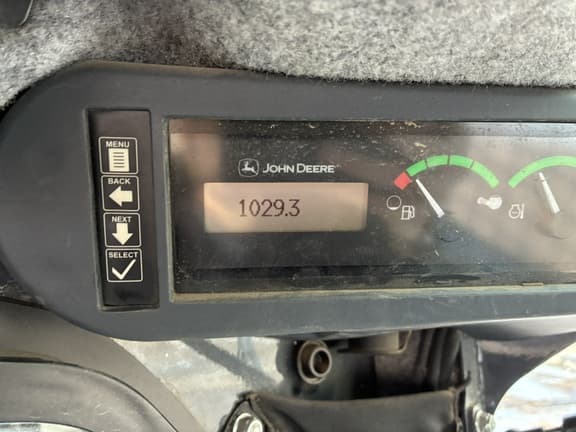 MENU
BACK
NEXT
SELECT
JOHN DEERE
1029.3